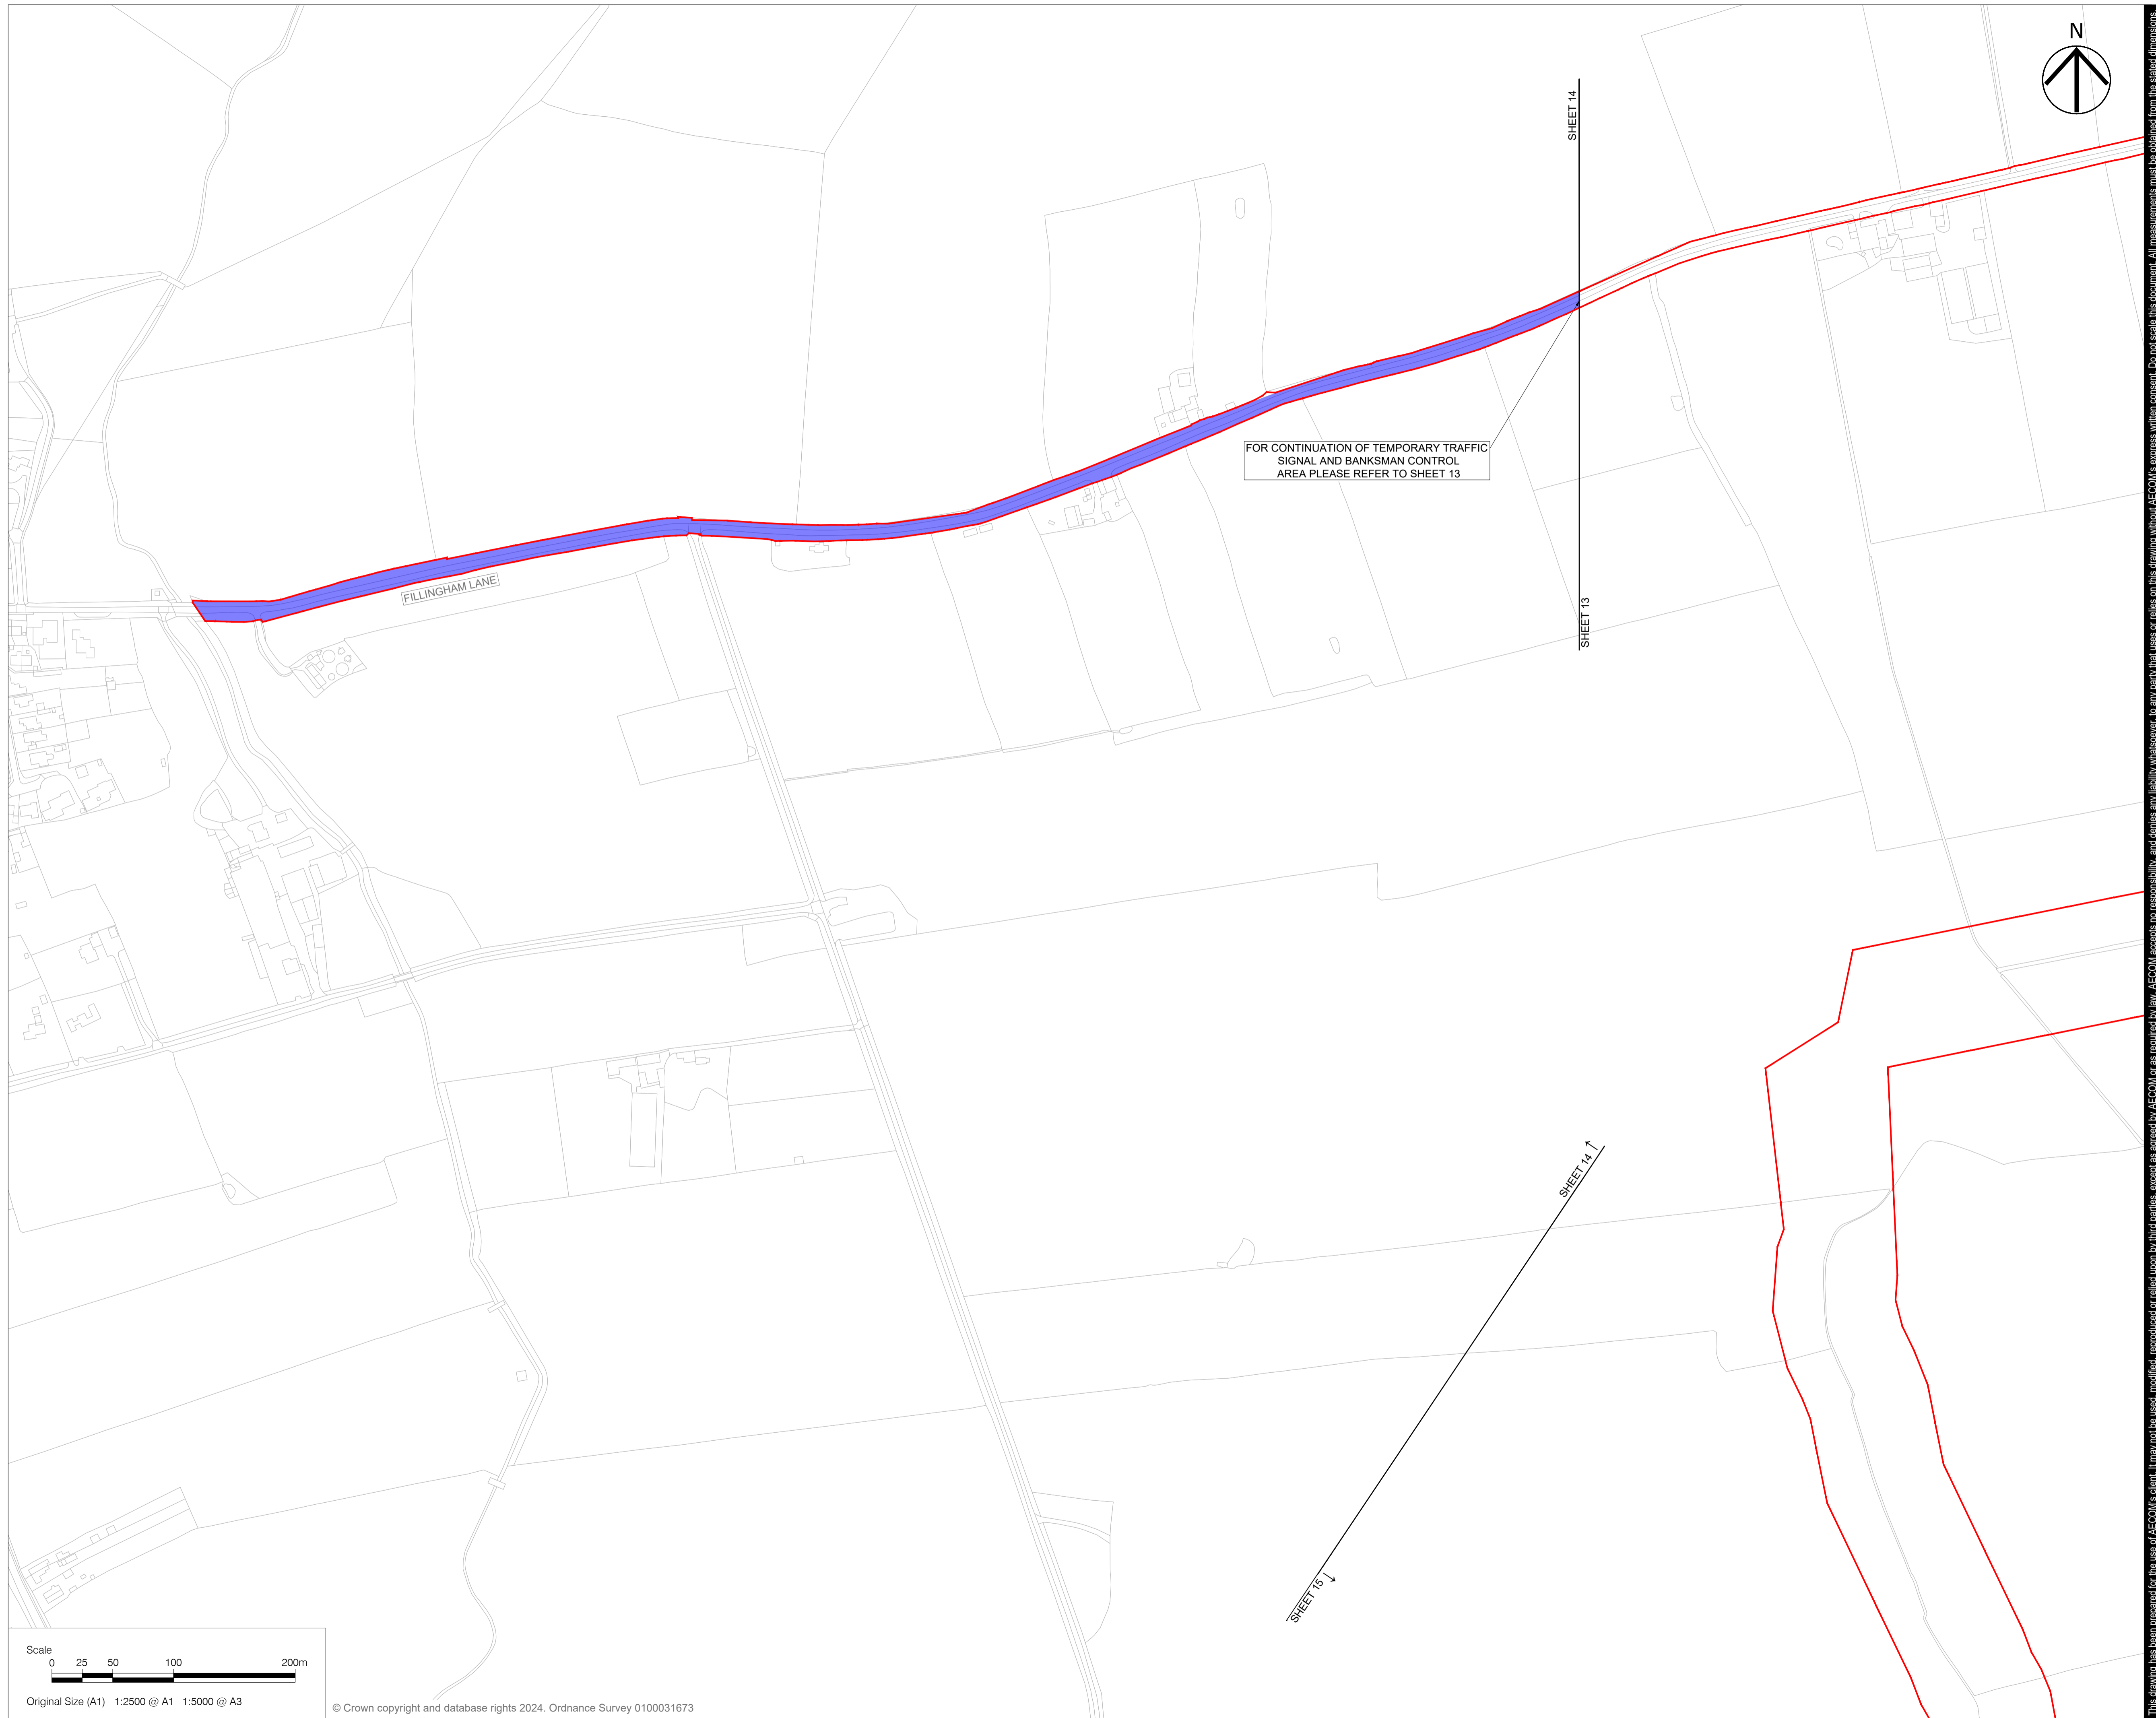 N
SHEET 14
FOR CONTINUATION OF TEMPORARY TRAFFIC
SIGNAL AND BANKSMAN CONTROL
AREA PLEASE REFER TO SHEET 13
FILLINGHAM LANE
SHEET 13
SHEET 14
SHEET 15
Scale
0 25 50 100 200m
Original Size (A1) 1:2500 @ A1 1:5000 @ A3
© Crown copyright and database rights 2024. Ordnance Survey 0100031673
This drawing has been prepared for the use of AECOM's client. It may not be used, modified, reproduced or relied upon by third parties, except as agreed by AECOM or as required by law. AECOM accepts no responsibility, and denies any liability whatsoever, to any party that uses or relies on this drawing without AECOM's express written consent. Do not scale this document. All measurements must be obtained from the stated dimensions.